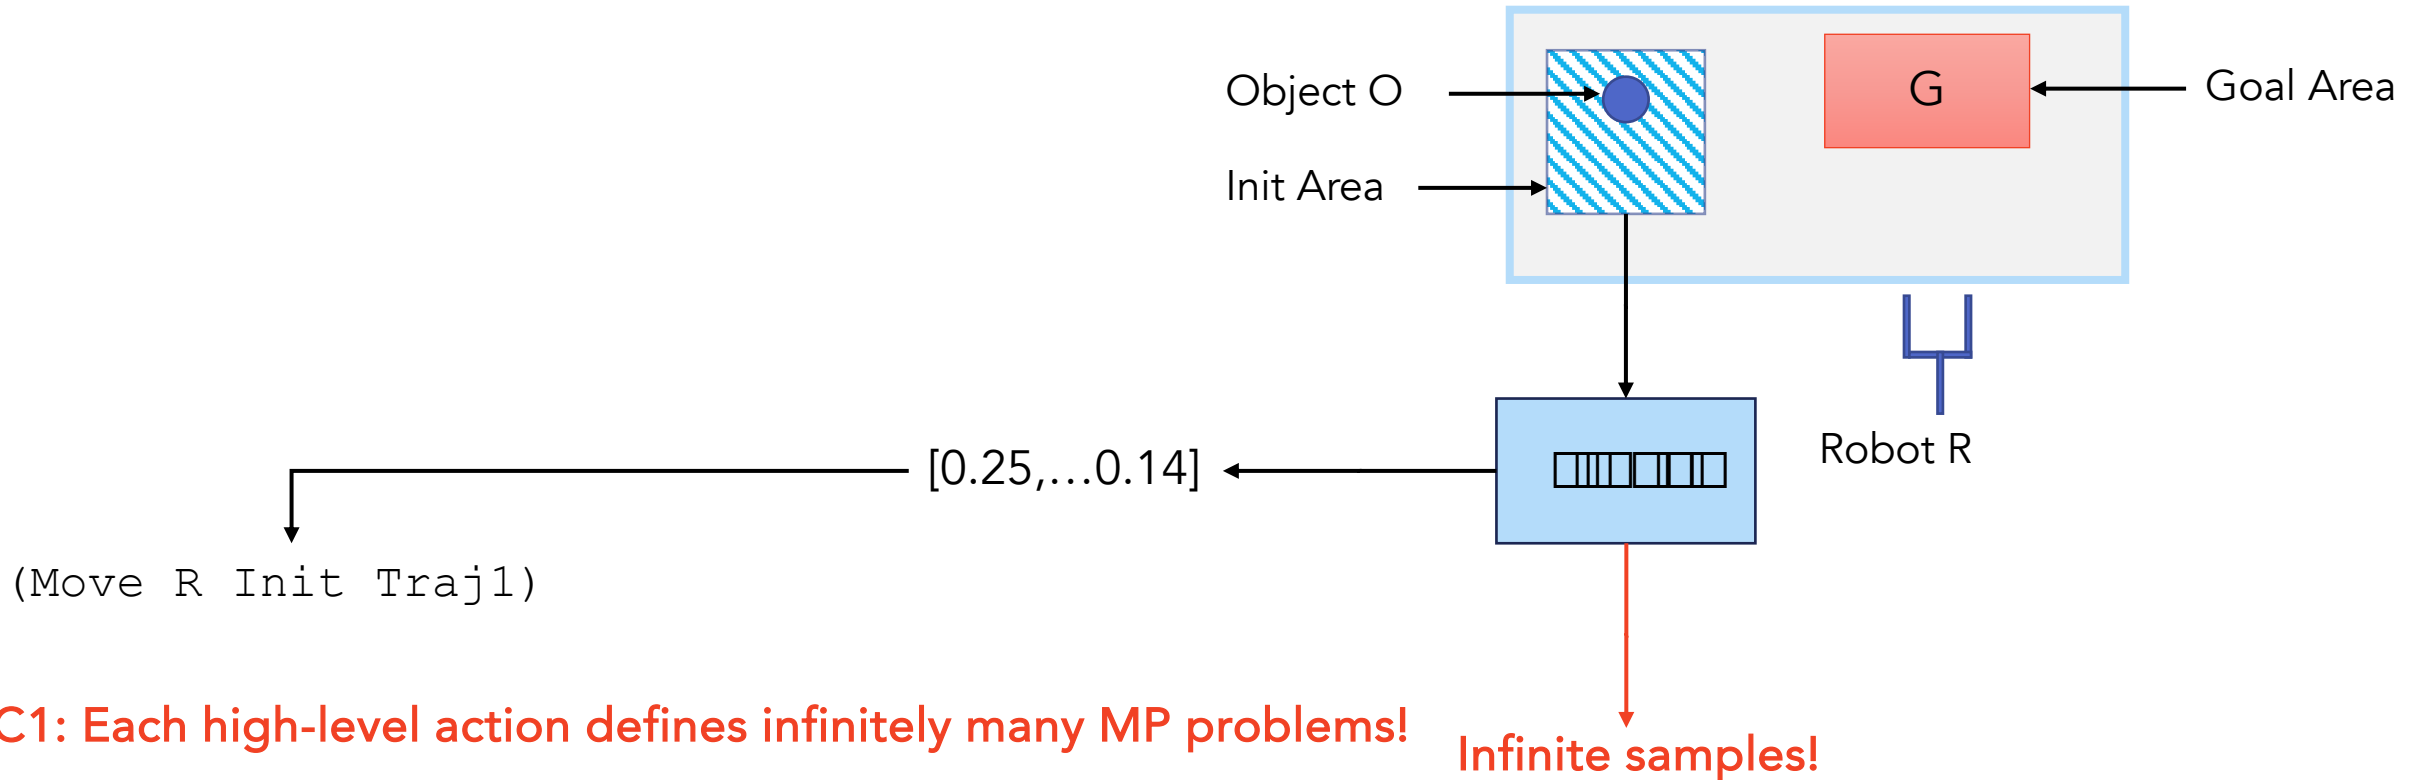 Object O
G
Goal Area
Init Area
Robot R
[0.25,...0.14]
(Move R Init Traj1)
C1: Each high-level action defines infinitely many MP problems!
Infinite samples!